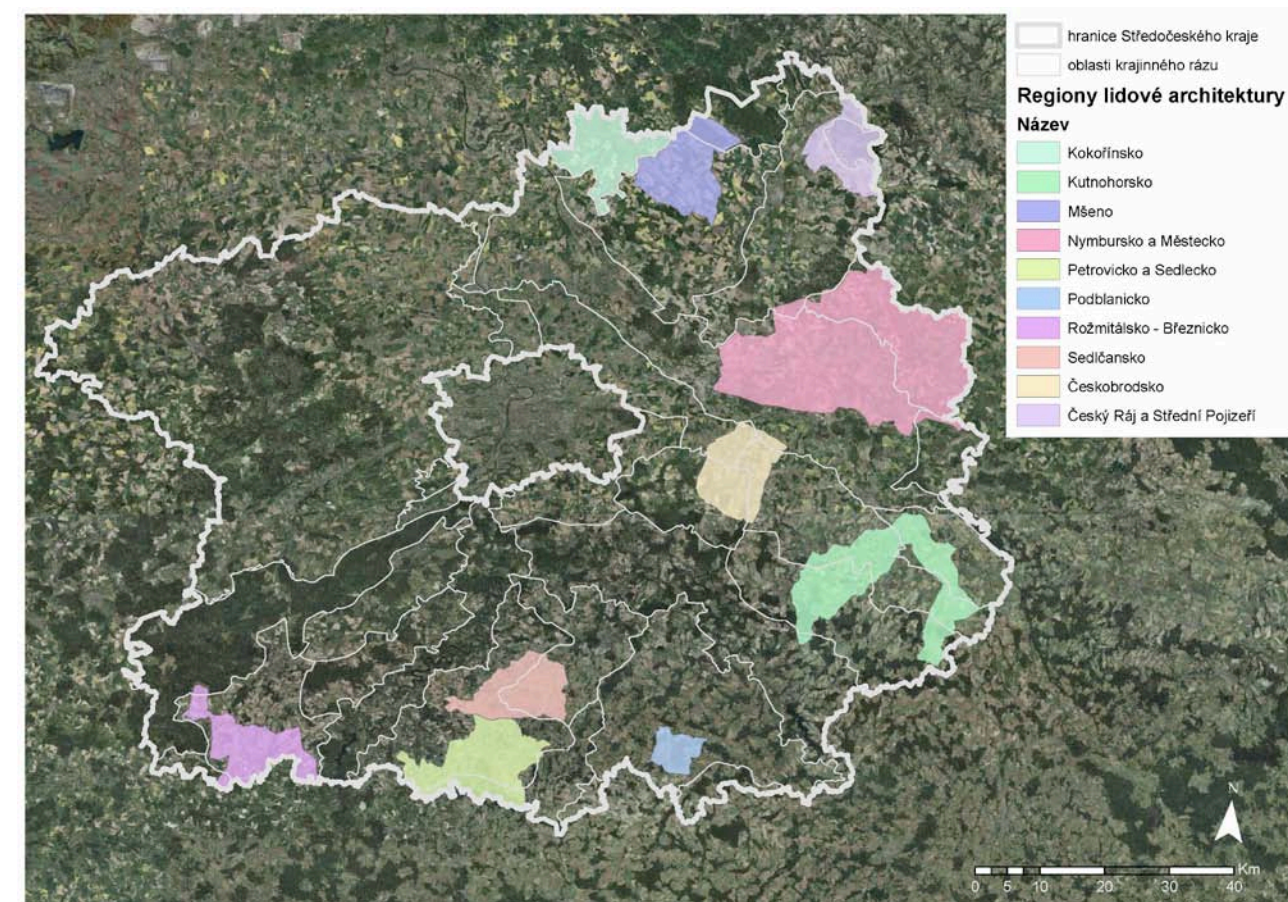 hranice Středočeského kraje
oblasti krajinného rázu
Regiony lidové architektury
Název
Kokořínsko
Kutnohorsko
Mšeno
Nymbursko a Městecko
Petrovicko a Sedlecko
Podblanicko
Rožmitálsko - Březnicko
Sedlčansko
Českobrodsko
Český Ráj a Střední Pojizeří
N
Km
0 5 10 20 30 40